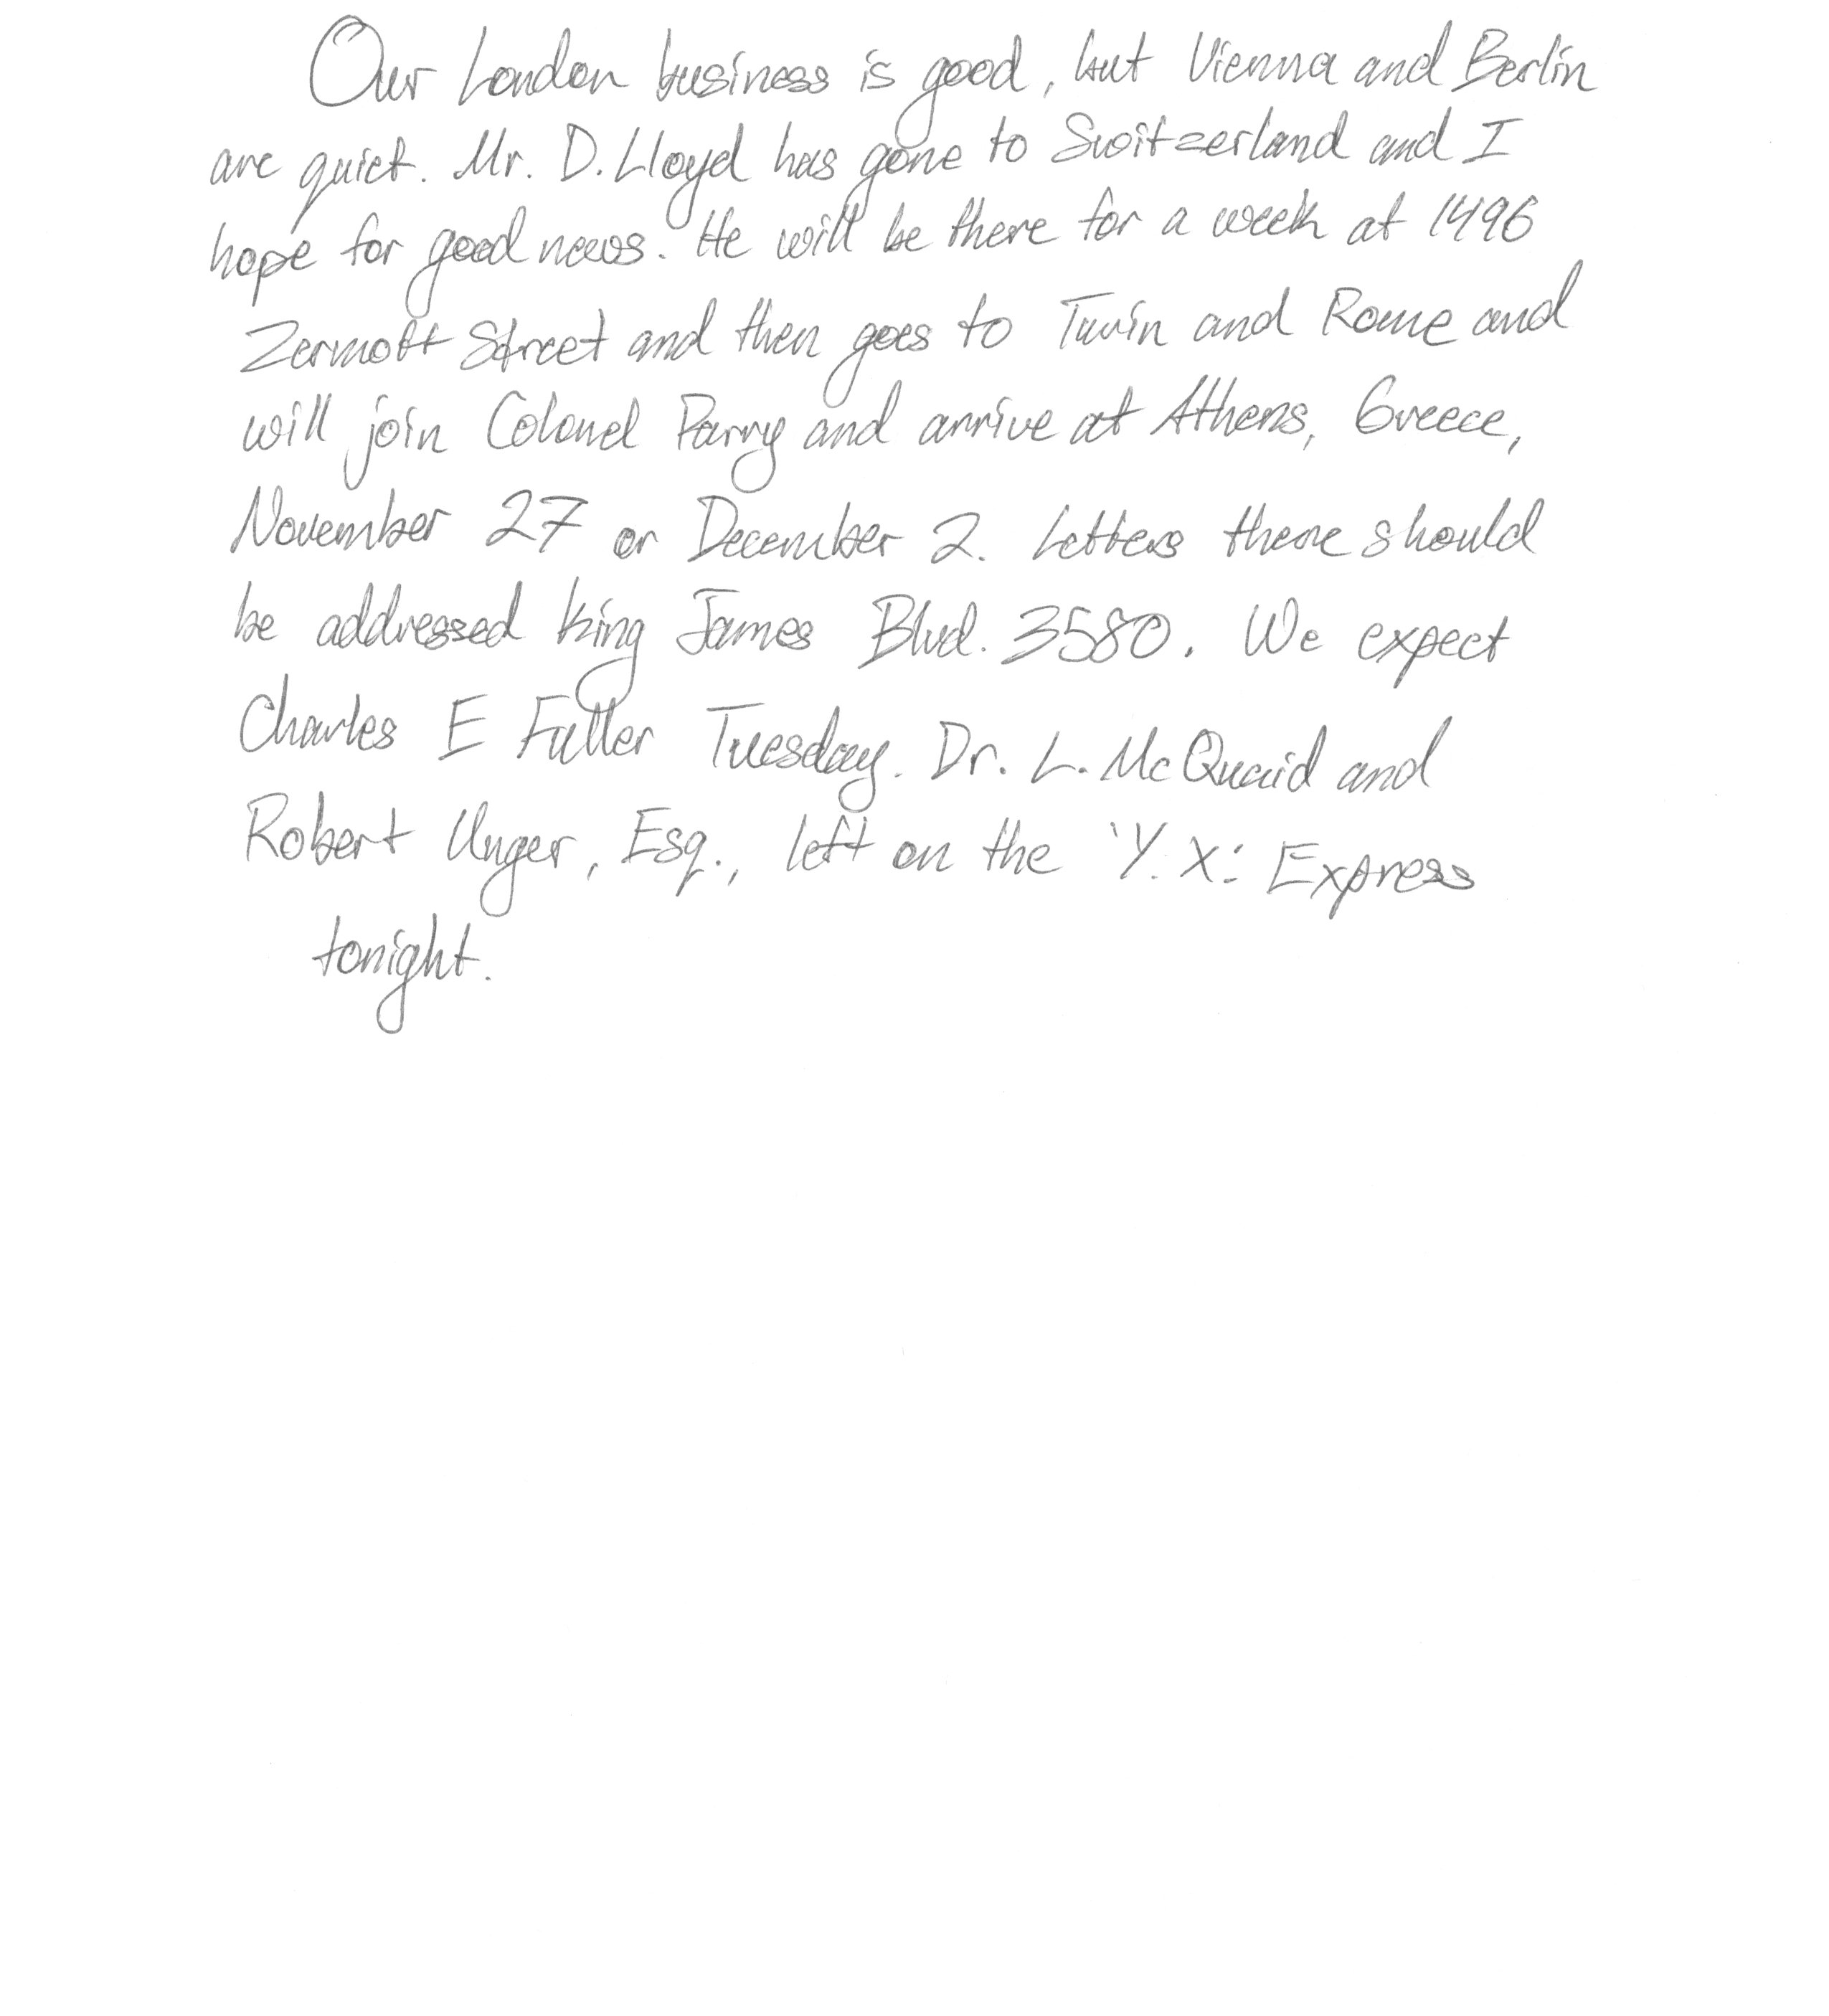 Our London business is good, but Vienna and Berlin
are quiet. Mr. D. Lloyd has gone to Switzerland and I
hope for good news. He will be there for a week at 1496
Zermott Street and then goes to Turin and Rome and
will join Colonel Parry and arrive at Athens, Greece,
November 27 or December 2. Letters there should
be addressed King James Blvd. 3580. We expect
Charles E Fuller Tuesday. Dr. L. McQuaid and
Robert Unger, Esq., left on the 'Y. X.' Express
tonight.